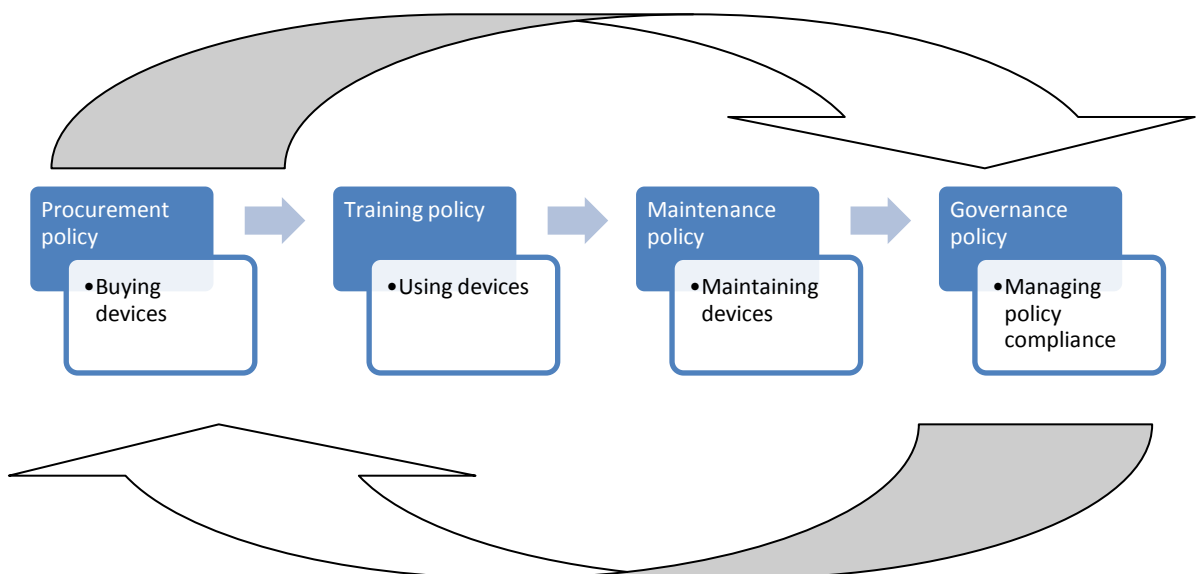 Procurement
policy
•Buying
devices
Training policy
•Using devices
Maintenance
policy
•Maintaining
devices
Governance
policy
•Managing
policy
compliance